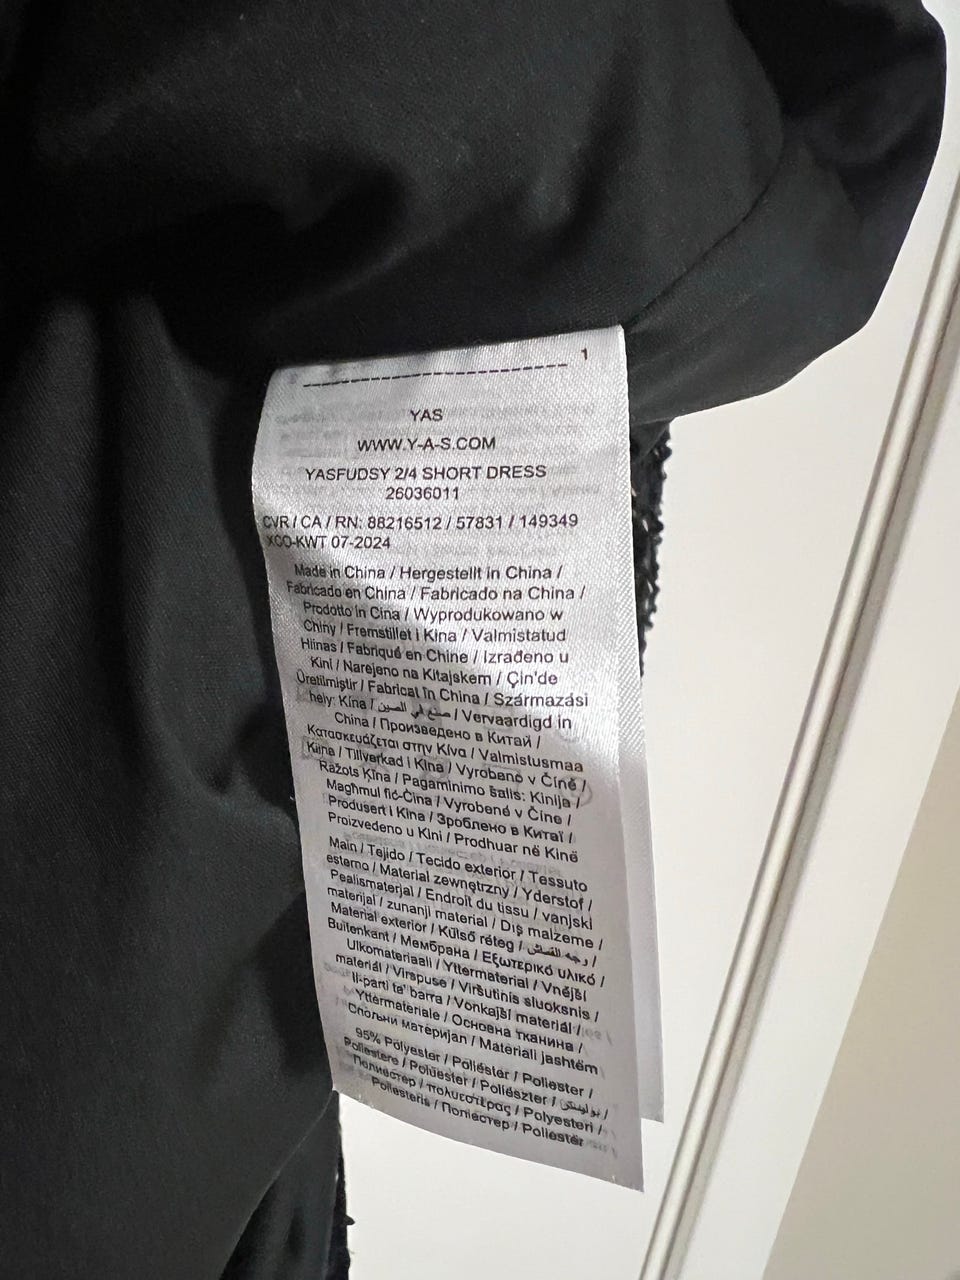 1
YAS
WWW.Y-A-S.COM
YASFUDSY 2/4 SHORT DRESS
26036011
CVR / CA / RN: 88216512 / 57831 / 149349
XCO-KWT 07-2024
Made in China / Hergestellt in China /
Fabricado en China / Fabricado na China /
Prodotto in Cina / Wyprodukowano w
Chiny / Fremstillet i Kina / Valmistatud
Hiinas / Fabriqué en Chine / Izrađeno u
Kini / Narejeno na Kitajskem / Çin'de
Üretilmiştir / Fabricat în China / Származási
hely: Kína / صنع في الصين / Vervaardigd in
China / Произведено в Китай /
Κατασκευάζεται στην Κίνα / Valmistusmaa
Kiina / Tillverkad i Kina / Vyrobeno v Číně /
Ražots Ķīnā / Pagaminimo šalis: Kinija /
Magħmul fiċ-Ċina / Vyrobené v Číne /
Produsert i Kina / Зроблено в Китаї /
Proizvedeno u Kini / Prodhuar në Kinë
Main / Tejido / Tecido exterior / Tessuto
esterno / Materiał zewnętrzny / Yderstof /
Pealismaterjal / Endroit du tissu / vanjski
materijal / zunanji material / Dış malzeme /
Material exterior / Külső réteg / وجه القماش /
Buitenkant / Мембрана / Εξωτερικό υλικό /
Ulkomateriaali / Yttermaterial / Vnější
materiál / Virspuse / Viršutinis sluoksnis /
Il-parti ta' barra / Vonkajší materiál /
Yttermateriale / Основна тканина /
Спољни материјал / Materiali jashtëm
95% Polyester / Poliéster / Poliester /
Poliestere / Polüester / Poliészter / بوليستر /
Полиестер / πολυεστέρας / Polyesteri /
Poliesteris / Поліестер / Poliestër